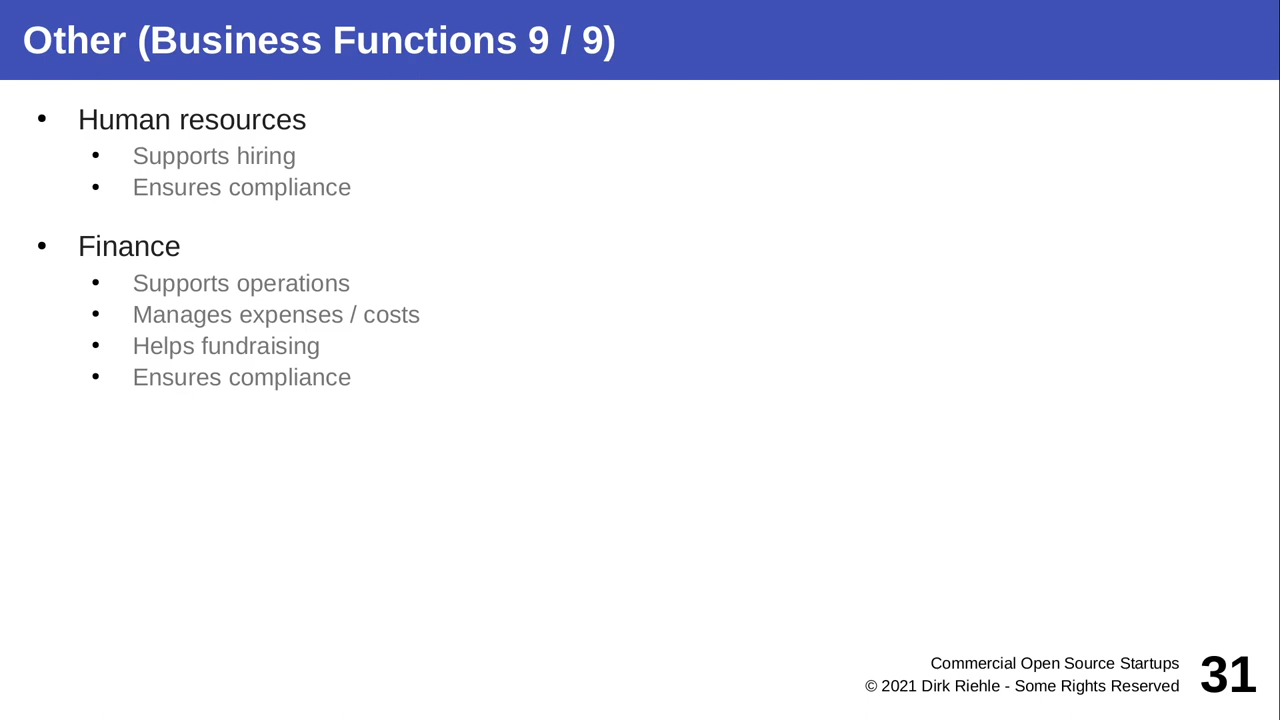 Other (Business Functions 9 / 9)
• Human resources
• Supports hiring
• Ensures compliance
• Finance
• Supports operations
• Manages expenses / costs
• Helps fundraising
• Ensures compliance
Commercial Open Source Startups
© 2021 Dirk Riehle - Some Rights Reserved
31